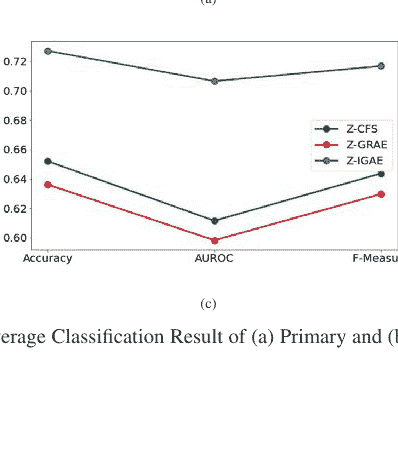 (a)
0.72
0.70
0.68
0.66
0.64
0.62
0.60
Z-CFS
Z-GRAE
Z-IGAE
Accuracy AUROC F-Measu
(c)
verage Classification Result of (a) Primary and (b